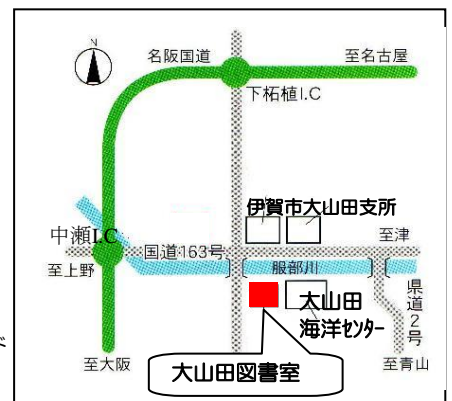 N
名阪国道
至名古屋
下柘植I.C
伊賀市大山田支所
中瀬I.C
国道163号
至津
至上野
服部川
大山田
海洋センター
県道2号
ド
至大阪
大山田図書室
至青山